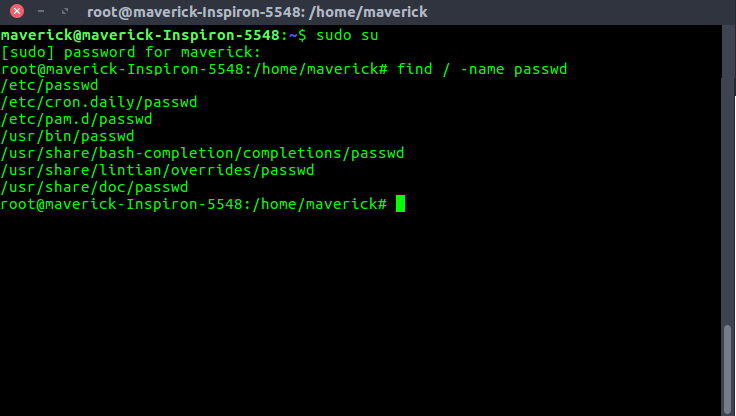 root@maverick-Inspiron-5548: /home/maverick
maverick@maverick-Inspiron-5548:~$ sudo su
[sudo] password for maverick:
root@maverick-Inspiron-5548:/home/maverick# find / -name passwd
/etc/passwd
/etc/cron.daily/passwd
/etc/pam.d/passwd
/usr/bin/passwd
/usr/share/bash-completion/completions/passwd
/usr/share/lintian/overrides/passwd
/usr/share/doc/passwd
root@maverick-Inspiron-5548:/home/maverick#